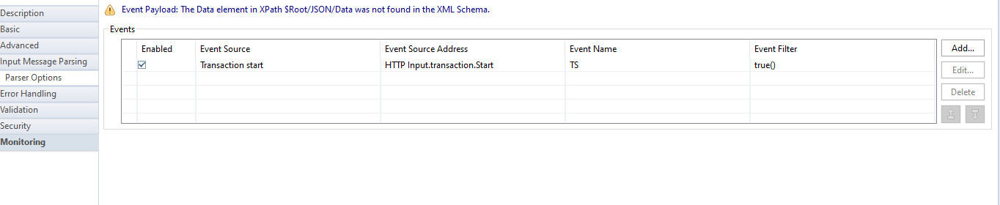 Event Payload: The Data element in XPath $Root/JSON/Data was not found in the XML Schema.
Description
Basic
Advanced
Input Message Parsing
Parser Options
Error Handling
Validation
Security
Monitoring
Events
Enabled Event Source Event Source Address Event Name Event Filter
Transaction start HTTP Input.transaction.Start TS true()
Add...
Edit...
Delete